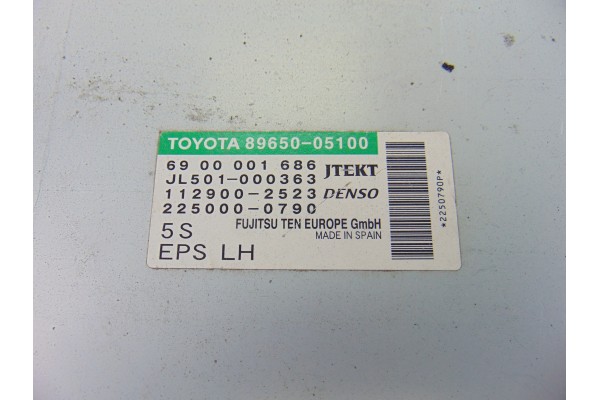 TOYOTA 89650-05100
69 00 001 686 JTEKT
JL501-000363
112900-2523 DENSO
225000-0790
5S FUJITSU TEN EUROPE GmbH
MADE IN SPAIN
EPS LH
*2250790P*